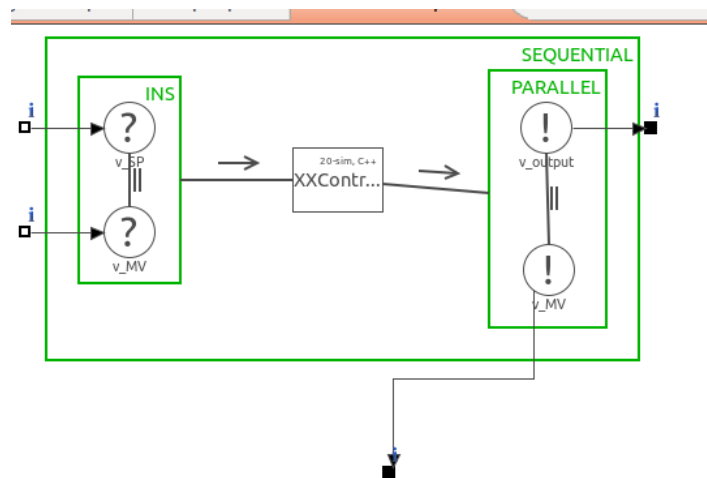 SEQUENTIAL
INS
PARALLEL
i
?
v_SP
i
?
v_MV
20-sim, C++
XXContr...
!
v_output
i
!
v_MV
i